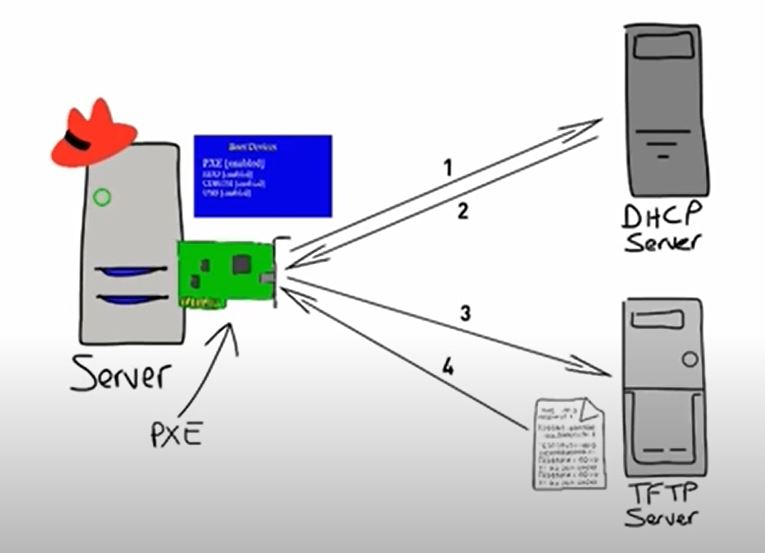 Boot Devices
PXE [enabled]
HDD [enabled]
CDROM [enabled]
USB [enabled]
1
2
DHCP
Server
3
4
Server
PXE
TFTP
Server